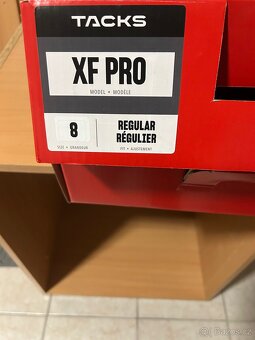 TACKS
XF PRO
MODEL • MODÈLE
8
SIZE • GRANDEUR
REGULAR
RÉGULIER
FIT • AJUSTEMENT